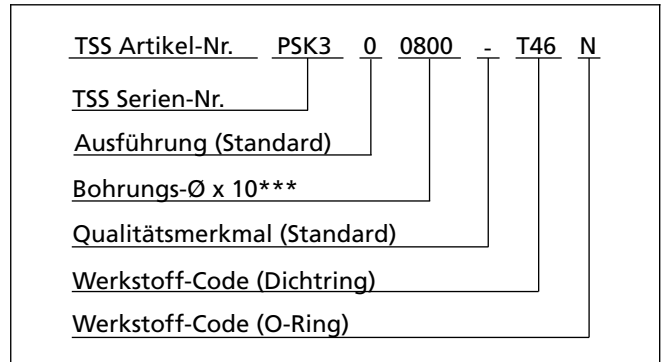 TSS Artikel-Nr. PSK3 0 0800 - T46 N
TSS Serien-Nr.
Ausführung (Standard)
Bohrungs-Ø x 10***
Qualitätsmerkmal (Standard)
Werkstoff-Code (Dichtring)
Werkstoff-Code (O-Ring)